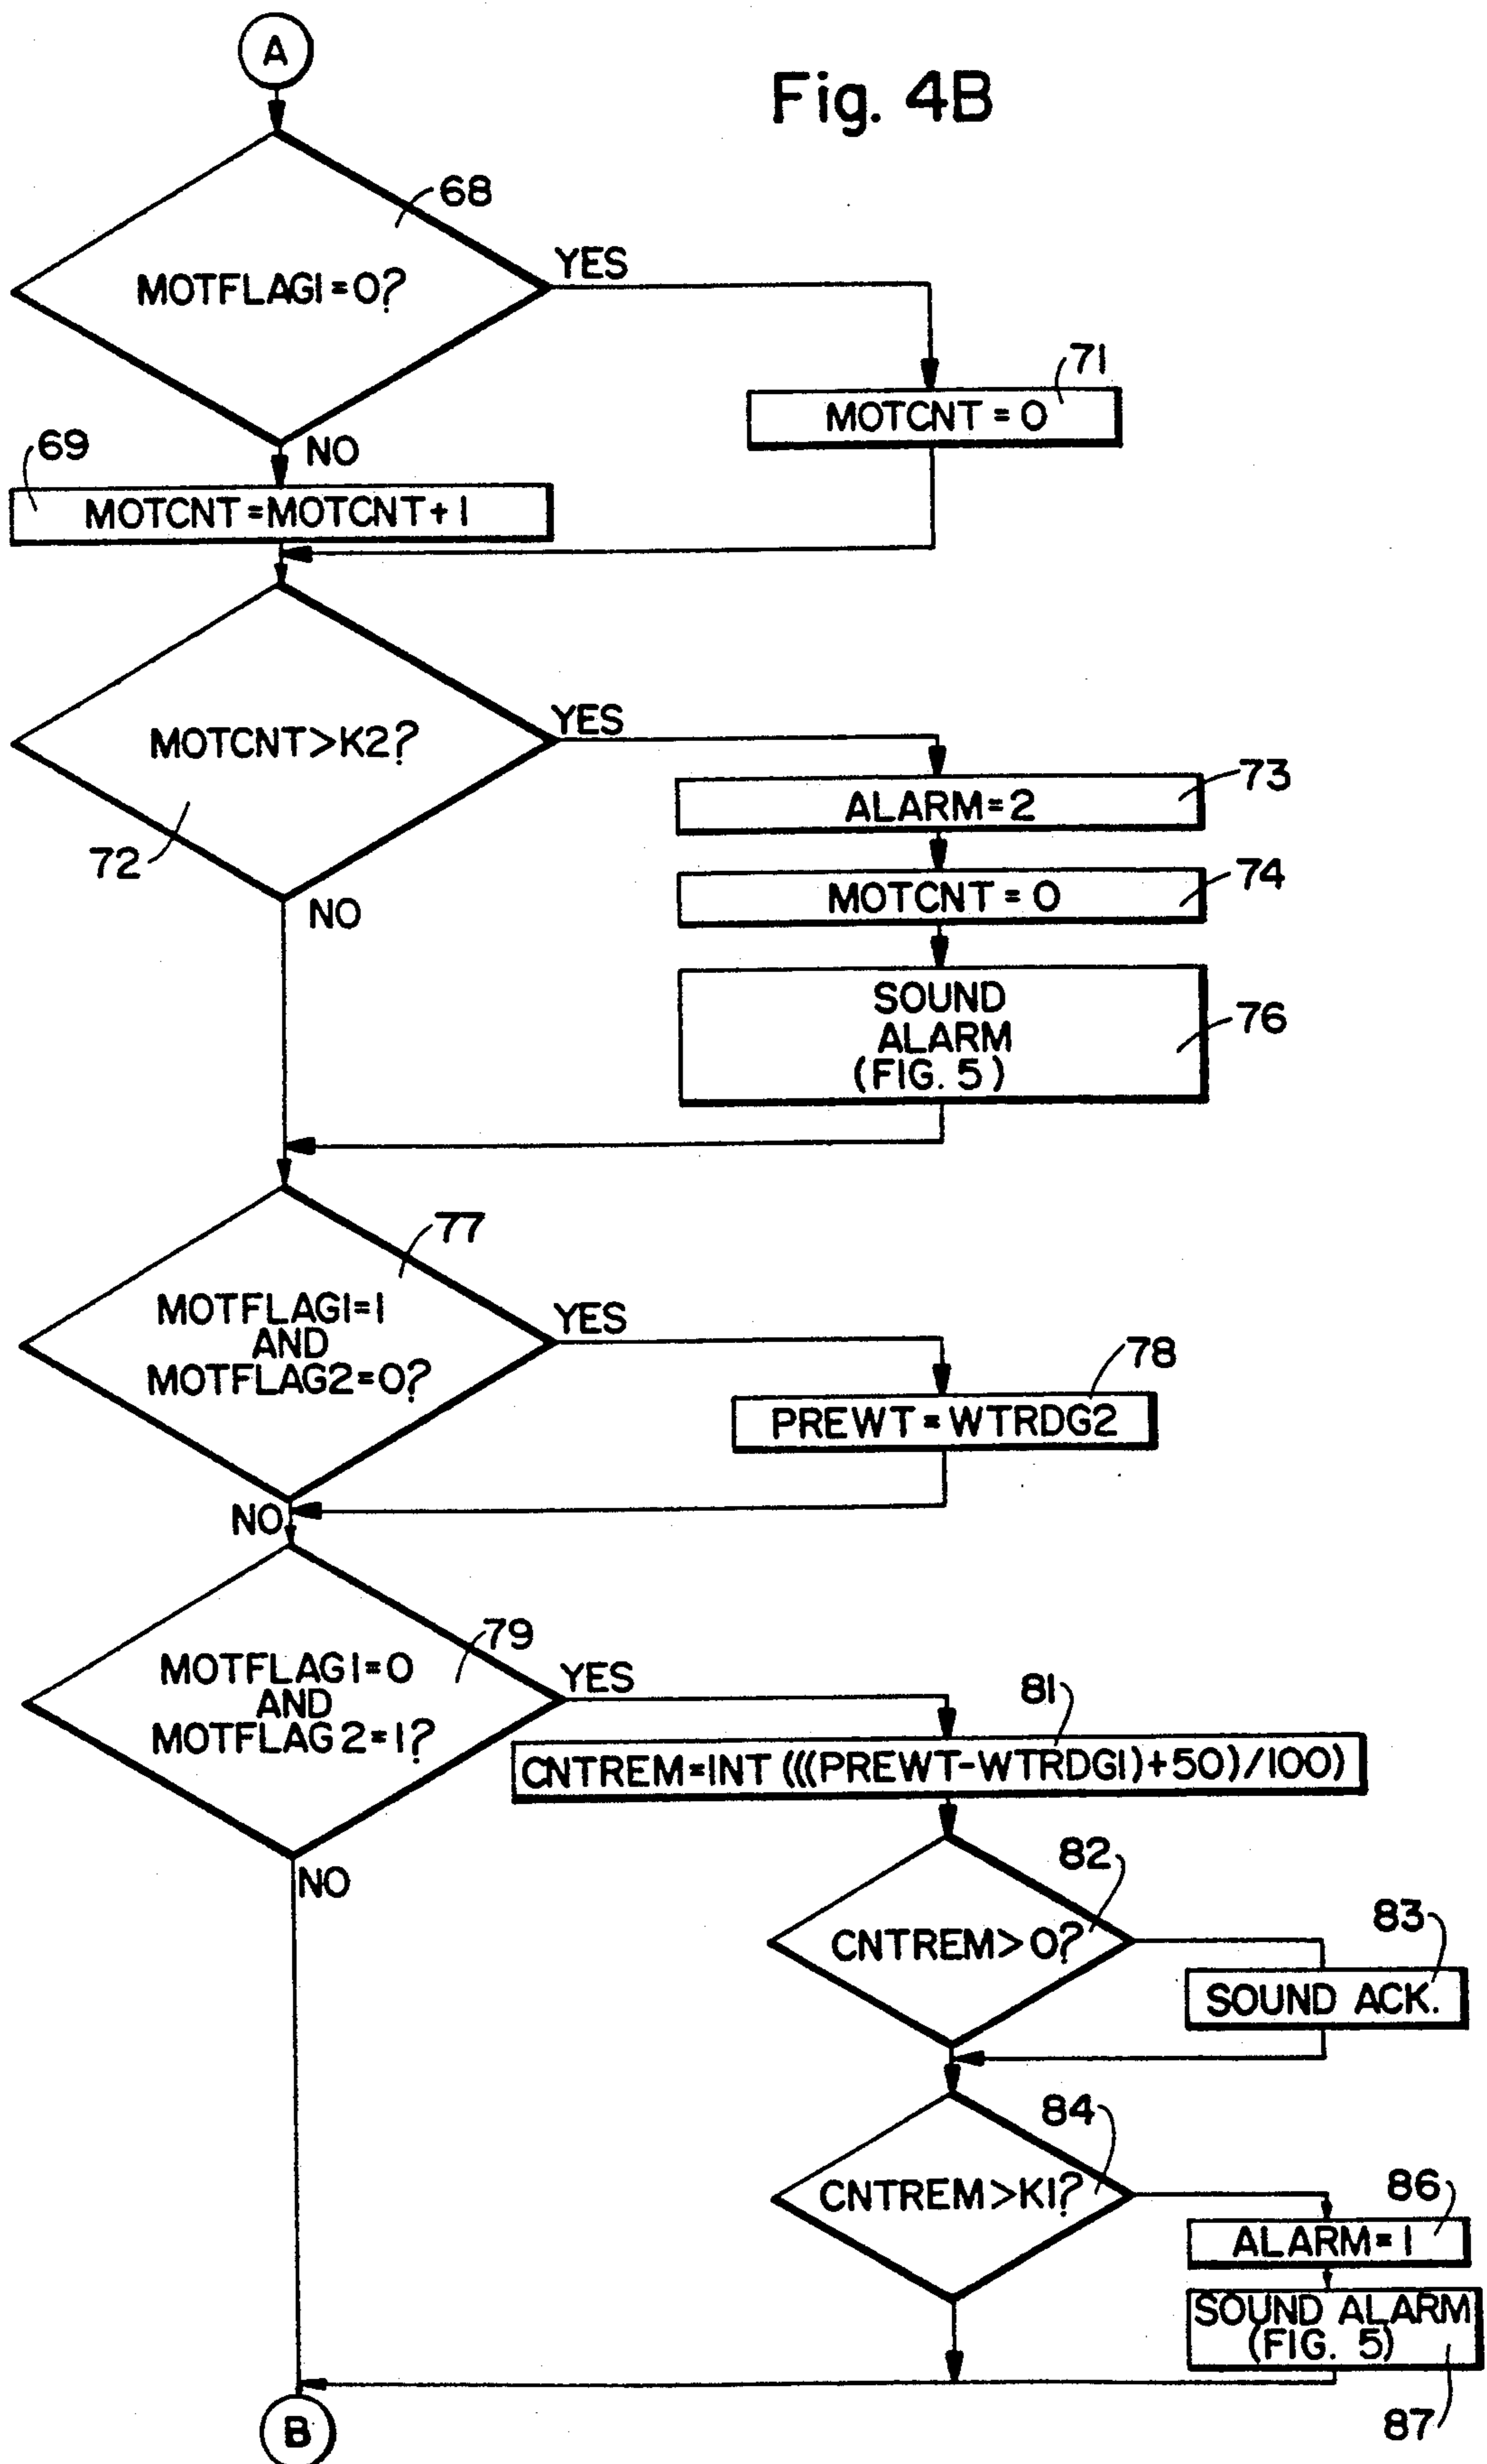 A
Fig. 4B
68
MOTFLAG1=0?
YES
71
MOTCNT = 0
69
NO
MOTCNT=MOTCNT+1
MOTCNT>K2?
YES
72
NO
73
ALARM=2
74
MOTCNT = 0
SOUND
ALARM
(FIG. 5)
76
77
MOTFLAG1=1
AND
MOTFLAG2=0?
YES
78
PREWT = WTRDG2
NO
79
MOTFLAG1=0
AND
MOTFLAG2=1?
YES
81
CNTREM=INT (((PREWT-WTRDG1)+50)/100)
NO
82
CNTREM>0?
83
SOUND ACK.
84
CNTREM>K1?
86
ALARM=1
SOUND ALARM
(FIG. 5)
87
B